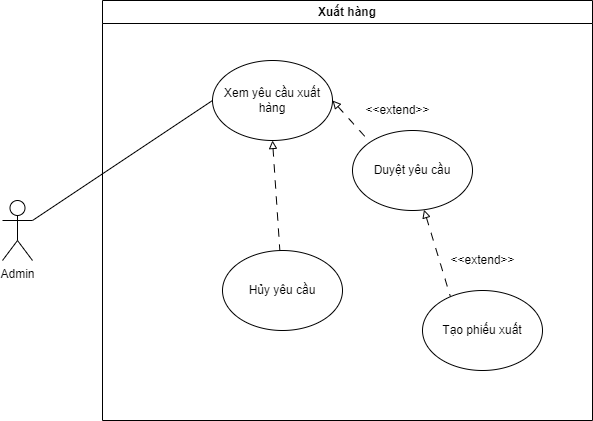 Xuất hàng
Xem yêu cầu xuất
hàng
<<extend>>
Duyệt yêu cầu
Admin
<<extend>>
Hủy yêu cầu
Tạo phiếu xuất